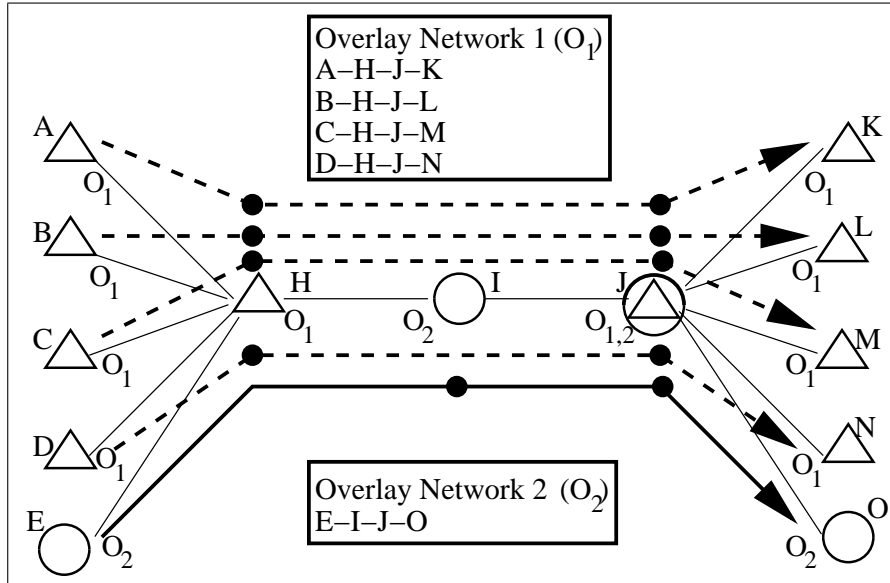 Overlay Network 1 (O1)
A–H–J–K
B–H–J–L
C–H–J–M
D–H–J–N
A
K
O1
O1
B
L
O1
O1
H
I
J
O1
O2
O1,2
C
M
O1
O1
D
N
O1
O1
Overlay Network 2 (O2)
E–I–J–O
E
O
O2
O2